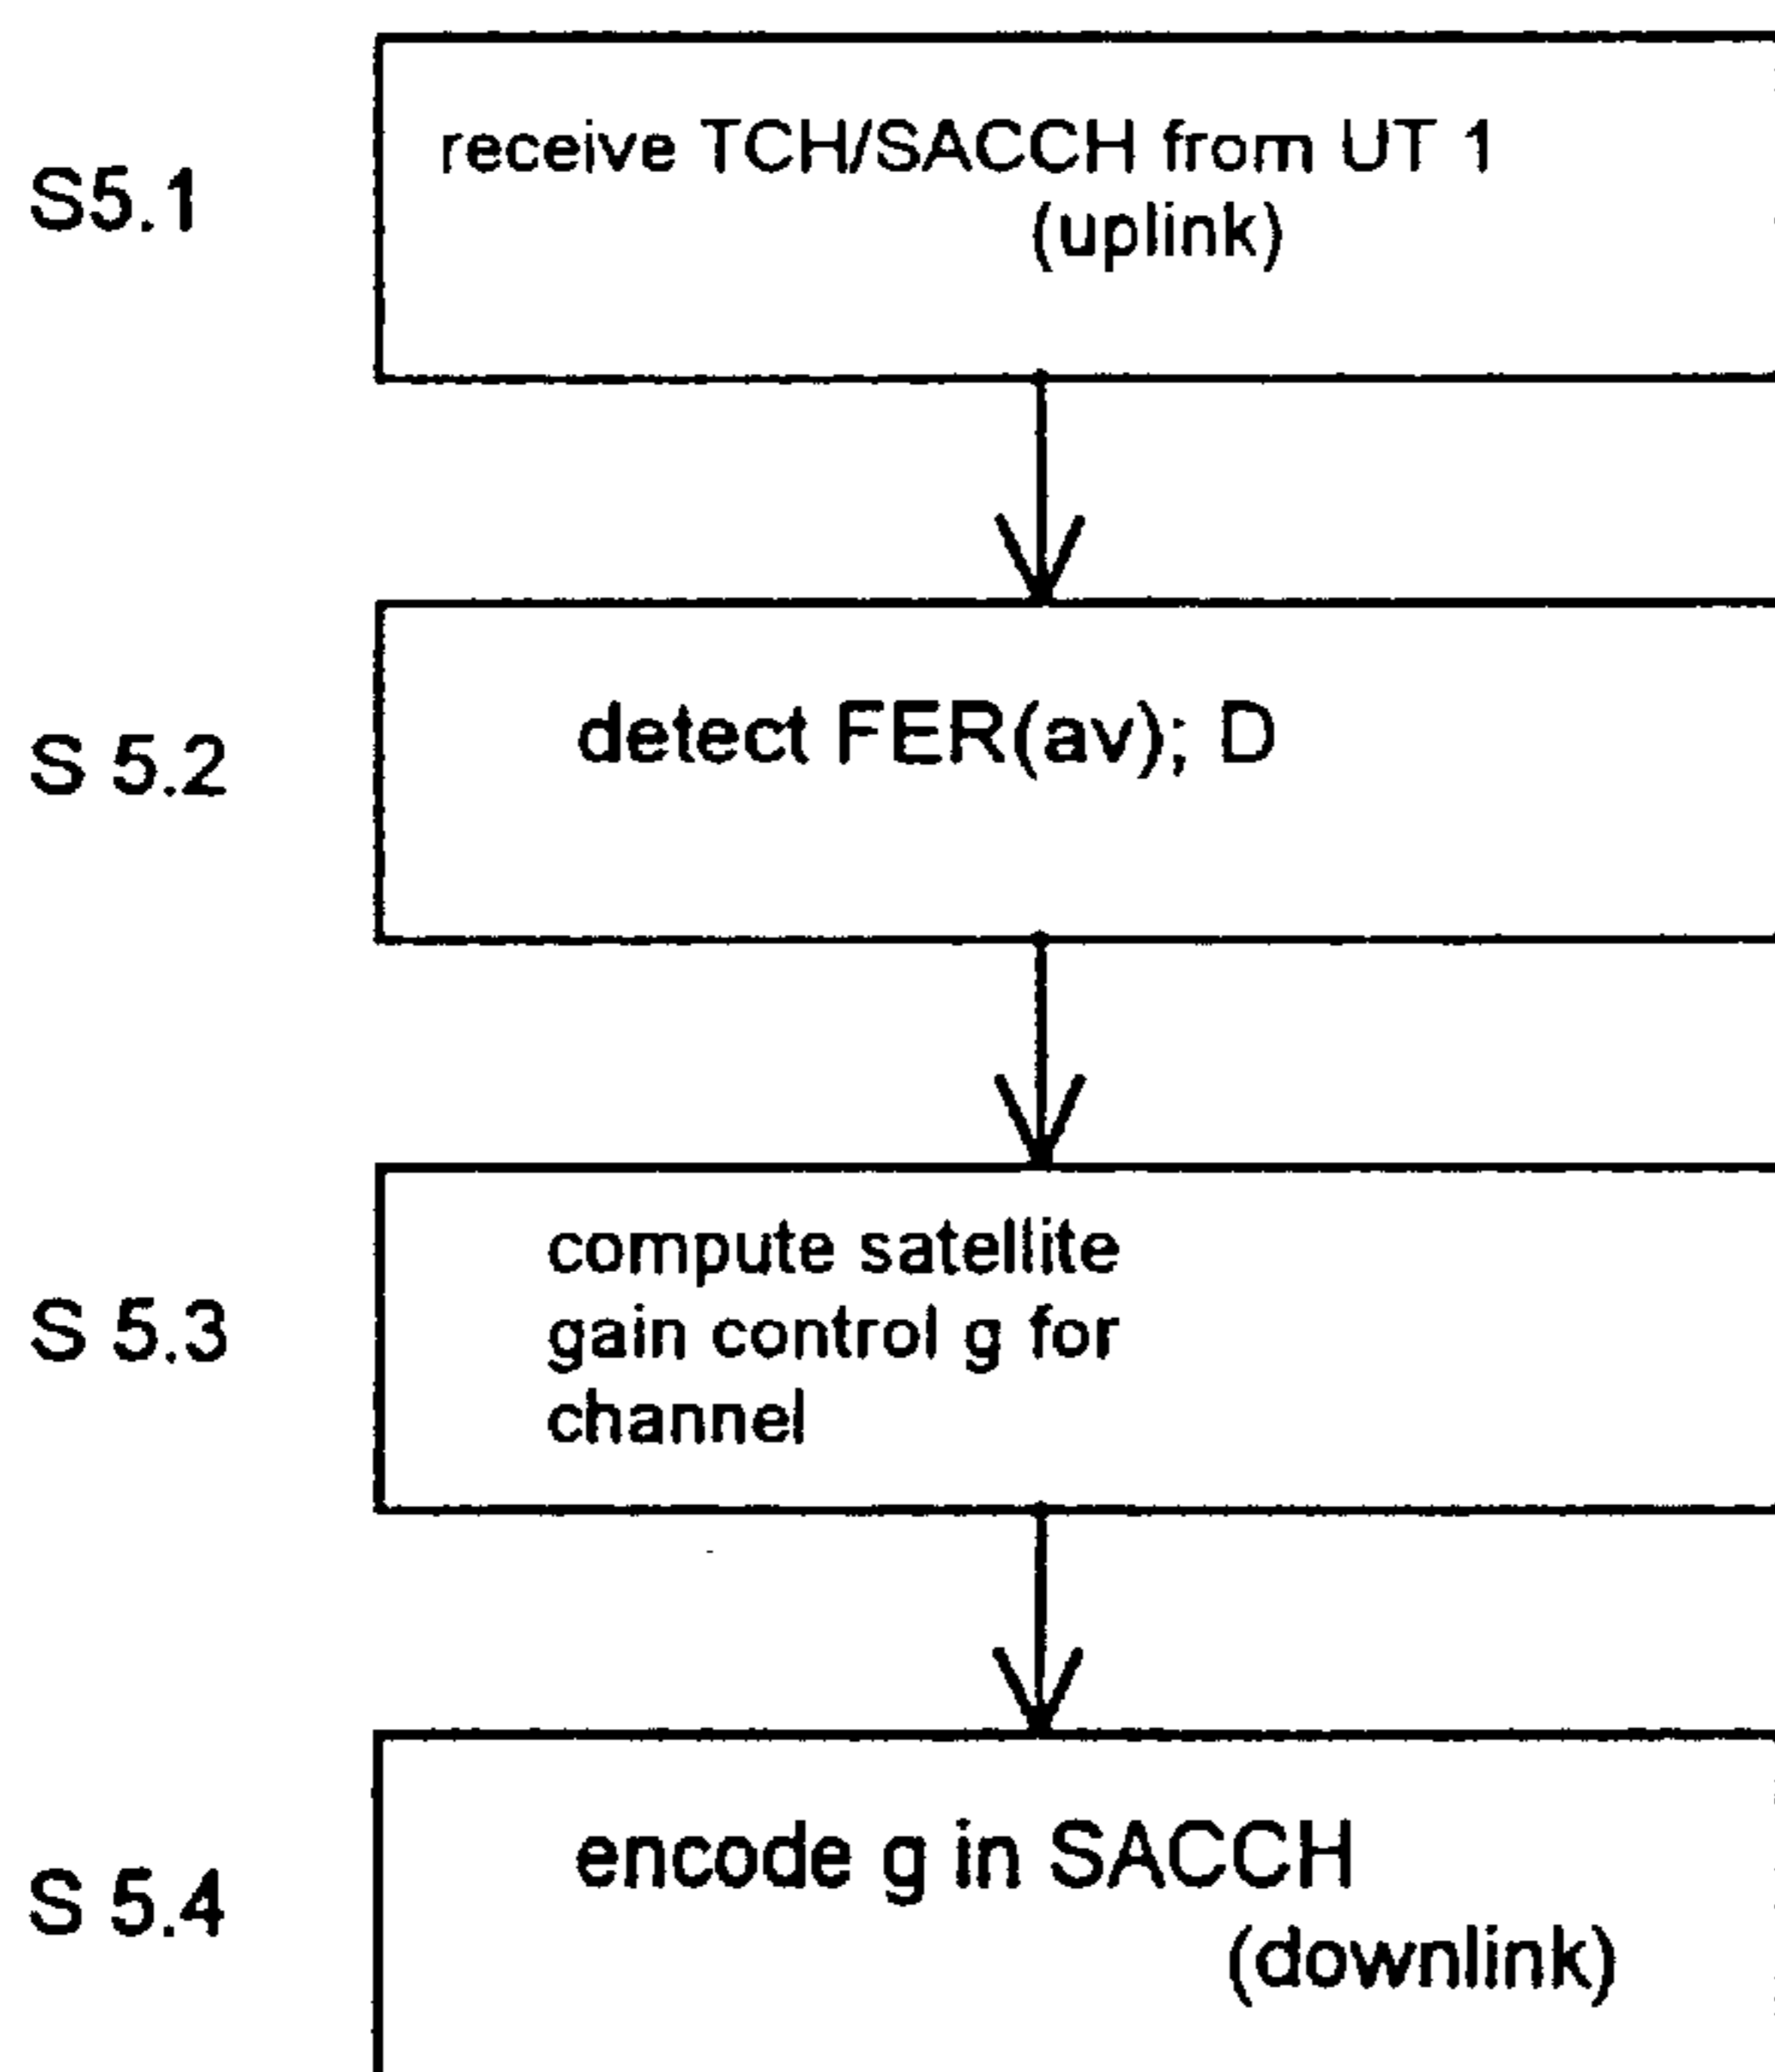 S5.1
receive TCH/SACCH from UT 1
(uplink)
S 5.2
detect FER(av); D
S 5.3
compute satellite
gain control g for
channel
S 5.4
encode g in SACCH
(downlink)